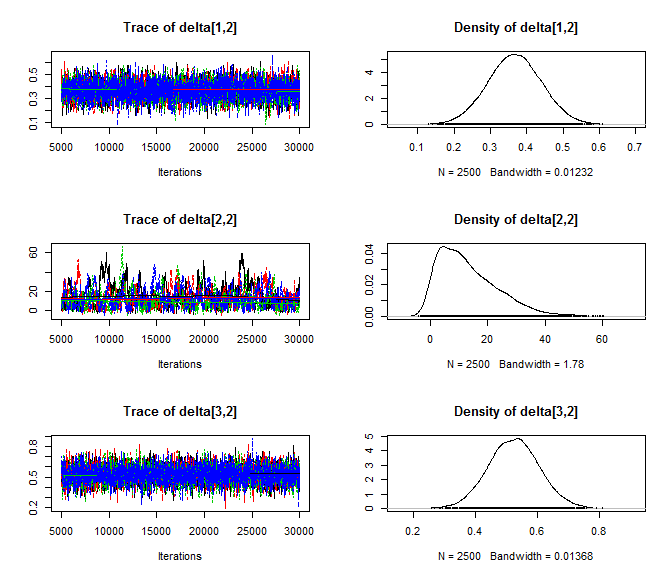 Trace of delta[1,2]
0.1 0.3 0.5
5000 10000 15000 20000 25000 30000
Iterations
Density of delta[1,2]
0 2 4
0.1 0.2 0.3 0.4 0.5 0.6 0.7
N = 2500 Bandwidth = 0.01232
Trace of delta[2,2]
0 20 60
5000 10000 15000 20000 25000 30000
Iterations
Density of delta[2,2]
0.00 0.02 0.04
0 20 40 60
N = 2500 Bandwidth = 1.78
Trace of delta[3,2]
0.2 0.5 0.8
5000 10000 15000 20000 25000 30000
Iterations
Density of delta[3,2]
0 1 2 3 4 5
0.2 0.4 0.6 0.8
N = 2500 Bandwidth = 0.01368